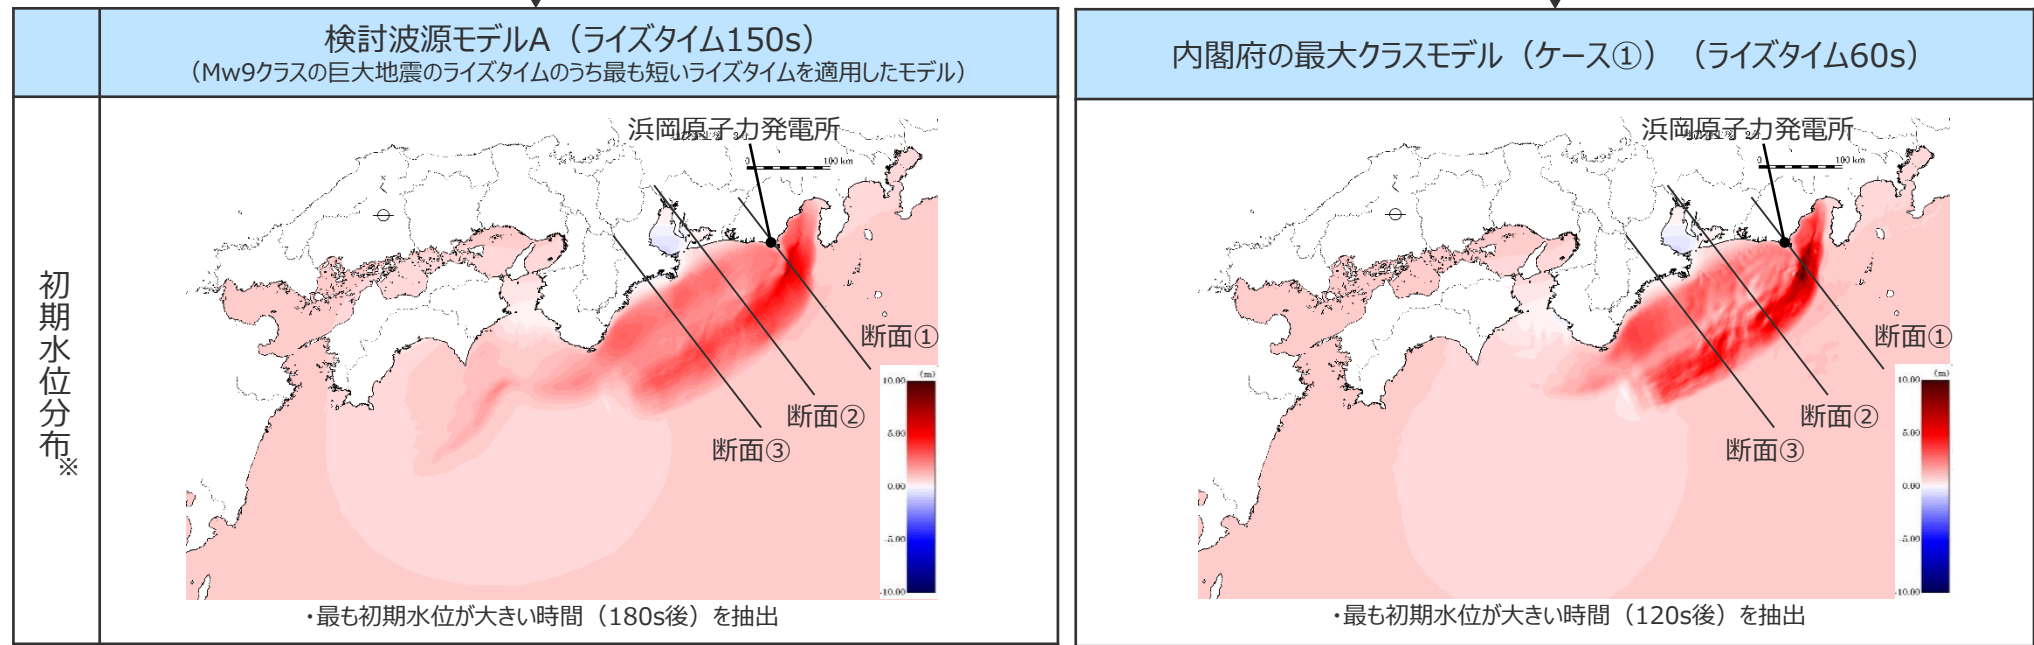 検討波源モデルA（ライズタイム150s）
（Mw9クラスの巨大地震のライズタイムのうち最も短いライズタイムを適用したモデル）
内閣府の最大クラスモデル（ケース①）（ライズタイム60s）
初期水位分布※
浜岡原子力発電所
0 100 km
N
断面①
断面②
断面③
(m)
10.00
5.00
0.00
-5.00
-10.00
・最も初期水位が大きい時間（180s後）を抽出
浜岡原子力発電所
0 100 km
N
断面①
断面②
断面③
(m)
10.00
5.00
0.00
-5.00
-10.00
・最も初期水位が大きい時間（120s後）を抽出